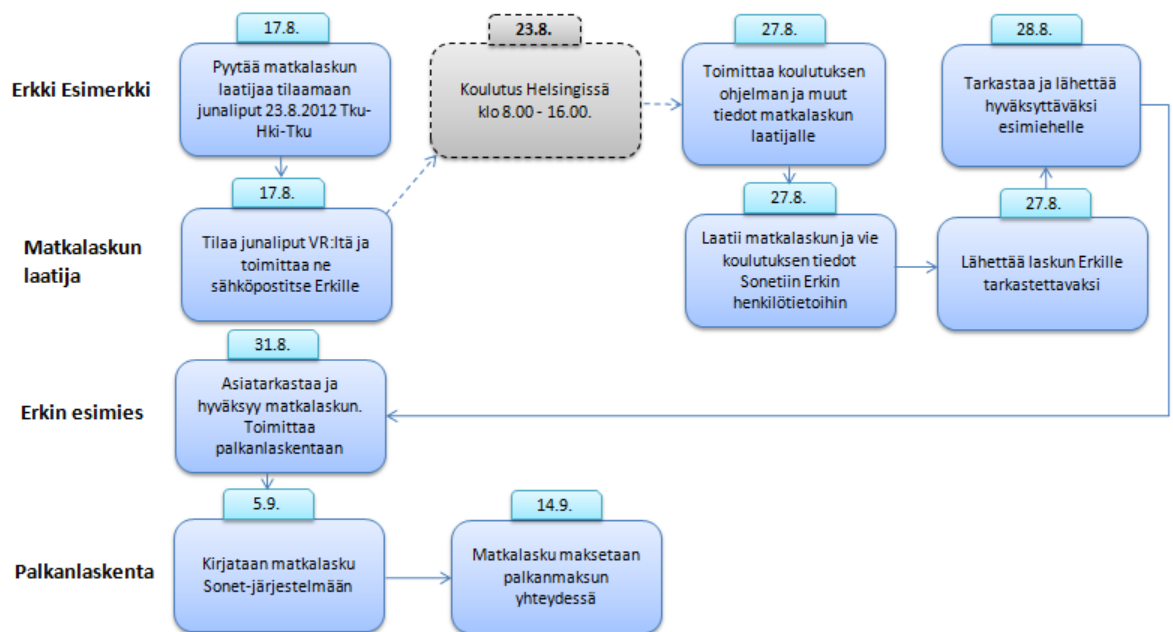 17.8.
23.8.
27.8.
28.8.
Erkki Esimerkki
Pyytää matkalaskun
laatijaa tilaamaan
junaliput 23.8.2012 Tku-
Hki-Tku
Koulutus Helsingissä
klo 8.00 - 16.00.
Toimittaa koulutuksen
ohjelman ja muut
tiedot matkalaskun
laatijalle
Tarkastaa ja lähettää
hyväksyttäväksi
esimiehelle
17.8.
27.8.
27.8.
Matkalaskun
laatija
Tilaa junaliput VR:ltä ja
toimittaa ne
sähköpostitse Erkille
Laatii matkalaskun ja vie
koulutuksen tiedot
Sonetiin Erkin
henkilötietoihin
Lähettää laskun Erkille
tarkastettavaksi
31.8.
Erkin esimies
Asiatarkastaa ja
hyväksyy matkalaskun.
Toimittaa
palkanlaskentaan
5.9.
14.9.
Palkanlaskenta
Kirjataan matkalasku
Sonet-järjestelmään
Matkalasku maksetaan
palkanmaksun
yhteydessä